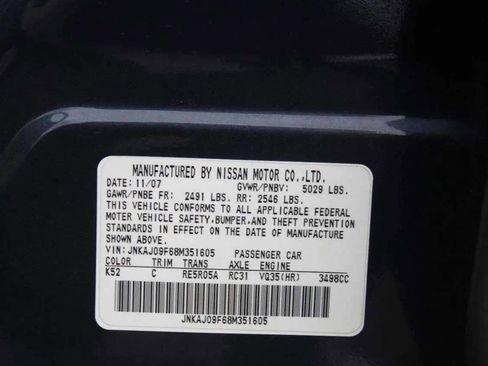 MANUFACTURED BY NISSAN MOTOR CO.,LTD.
DATE: 11/07 GVWR/PNBV: 5029 LBS.
GAWR/PNBE FR: 2491 LBS. RR: 2546 LBS.
THIS VEHICLE CONFORMS TO ALL APPLICABLE FEDERAL
MOTOR VEHICLE SAFETY, BUMPER, AND THEFT PREVENTION
STANDARDS IN EFFECT ON THE DATE OF MANUFACTURE
SHOWN ABOVE.
VIN: JNKAJ09F68M351605 PASSENGER CAR
COLOR TRIM TRANS AXLE ENGINE
K52 C RE5R05A RC31 VQ35(HR) 3498CC
JNKAJ09F68M351605